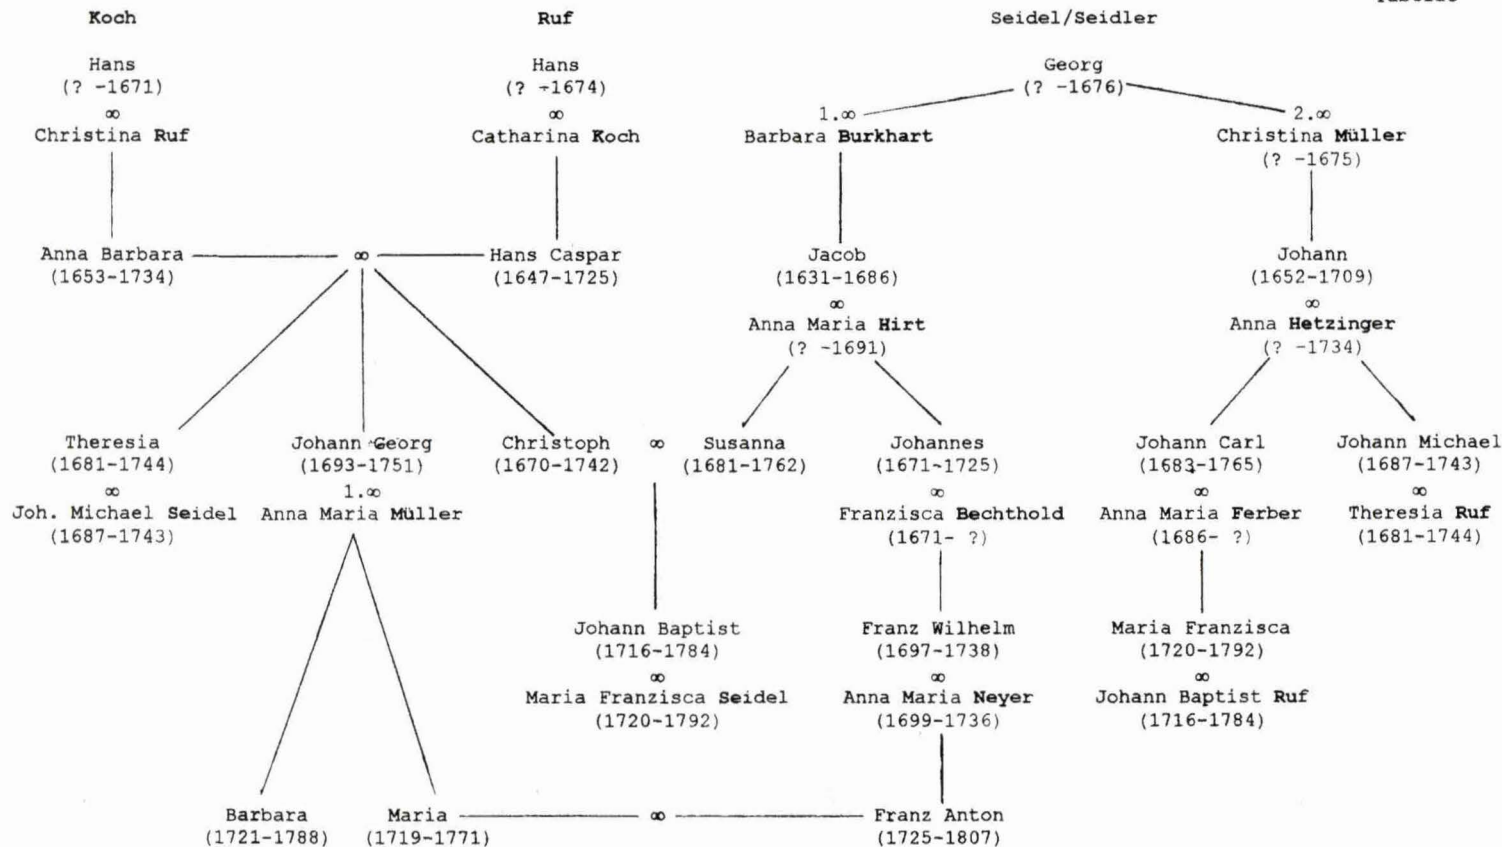 Koch Ruf Seidel/Seidler
Hans Hans Georg
(? -1671) (? -1674) (? -1676)
∞ ∞ 1.∞ 2.∞
Christina Ruf Catharina Koch Barbara Burkhart Christina Müller
(? -1675)
Anna Barbara ∞ Hans Caspar Jacob Johann
(1653-1734) (1647-1725) (1631-1686) (1652-1709)
∞ ∞
Anna Maria Hirt Anna Hetzinger
(? -1691) (? -1734)
Theresia Johann Georg Christoph ∞ Susanna Johannes Johann Carl Johann Michael
(1681-1744) (1693-1751) (1670-1742) (1681-1762) (1671-1725) (1683-1765) (1687-1743)
∞ 1.∞ ∞ ∞ ∞
Joh. Michael Seidel Anna Maria Müller Franzisca Bechthold Anna Maria Ferber Theresia Ruf
(1687-1743) (1671- ?) (1686- ?) (1681-1744)
Johann Baptist Franz Wilhelm Maria Franzisca
(1716-1784) (1697-1738) (1720-1792)
∞ ∞ ∞
Maria Franzisca Seidel Anna Maria Neyer Johann Baptist Ruf
(1720-1792) (1699-1736) (1716-1784)
Barbara Maria ∞ Franz Anton
(1721-1788) (1719-1771) (1725-1807)